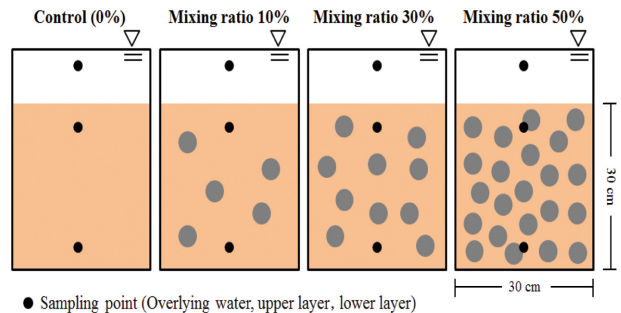 Control (0%) Mixing ratio 10% Mixing ratio 30% Mixing ratio 50%
30 cm
30 cm
Sampling point (Overlying water, upper layer, lower layer)